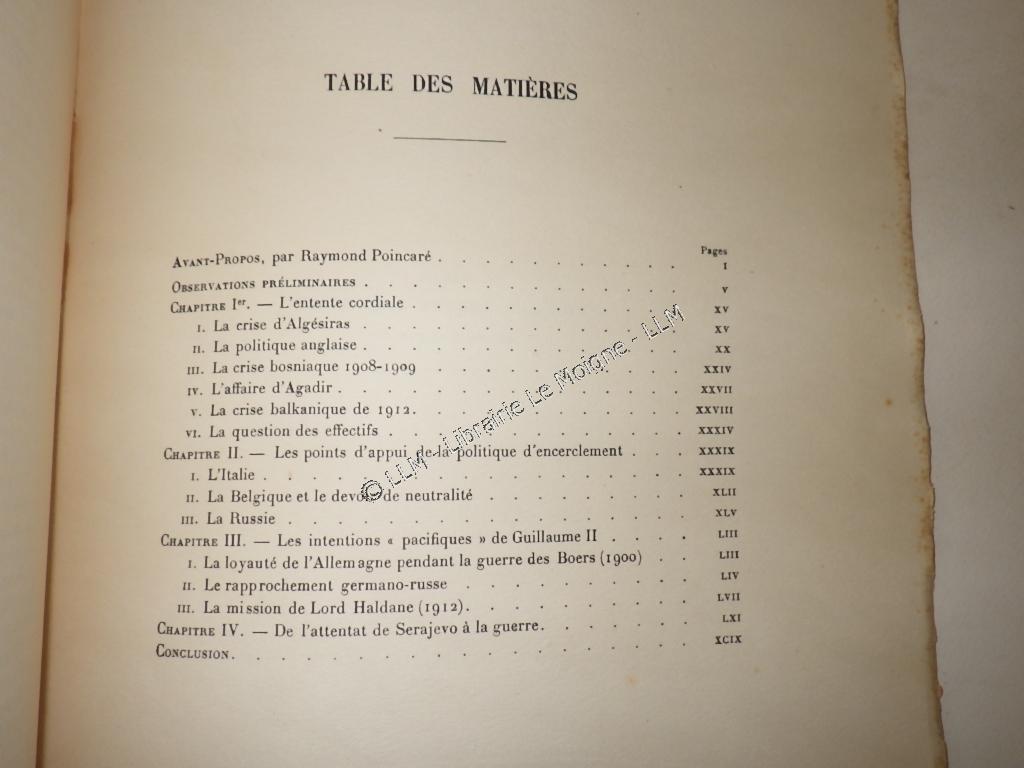 TABLE DES MATIÈRES
Pages
AVANT-PROPOS, par Raymond Poincaré . . . . . . . . . . . . I
OBSERVATIONS PRÉLIMINAIRES . . . . . . . . . . . . V
CHAPITRE Ier. — L'entente cordiale . . . . . . . . . . . . XV
I. La crise d'Algésiras . . . . . . . . . . . . XV
II. La politique anglaise . . . . . . . . . . . . XX
III. La crise bosniaque 1908-1909 . . . . . . . . . . XXIV
IV. L'affaire d'Agadir . . . . . . . . . . . . XXVII
V. La crise balkanique de 1912. . . . . . . . . . . XXVIII
VI. La question des effectifs . . . . . . . . . . . XXXIV
CHAPITRE II. — Les points d'appui de la politique d'encerclement . . . XXXIX
I. L'Italie . . . . . . . . . . . . XXXIX
II. La Belgique et le devoir de neutralité . . . . . . . . XLII
III. La Russie . . . . . . . . . . . . XLV
CHAPITRE III. — Les intentions « pacifiques » de Guillaume II . . . . LIII
I. La loyauté de l'Allemagne pendant la guerre des Boers (1900) . . LIII
II. Le rapprochement germano-russe . . . . . . . . . LIV
III. La mission de Lord Haldane (1912). . . . . . . . . LVII
CHAPITRE IV. — De l'attentat de Serajevo à la guerre. . . . . . LXI
CONCLUSION. . . . . . . . . . . . . XCIX
© LLM - Librairie Le Moigne - LLM